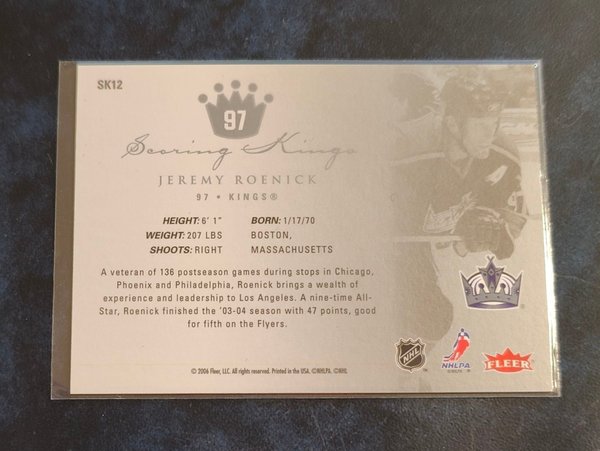 SK12
97
Scoring Kings
JEREMY ROENICK
97 • KINGS®
HEIGHT: 6' 1" BORN: 1/17/70
WEIGHT: 207 LBS BOSTON,
SHOOTS: RIGHT MASSACHUSETTS
A veteran of 136 postseason games during stops in Chicago,
Phoenix and Philadelphia, Roenick brings a wealth of
experience and leadership to Los Angeles. A nine-time All-
Star, Roenick finished the '03-04 season with 47 points, good
for fifth on the Flyers.
© 2006 Fleer, LLC. All rights reserved. Printed in the USA. ©NHLPA. ©NHL
NHL
NHLPA
FLEER